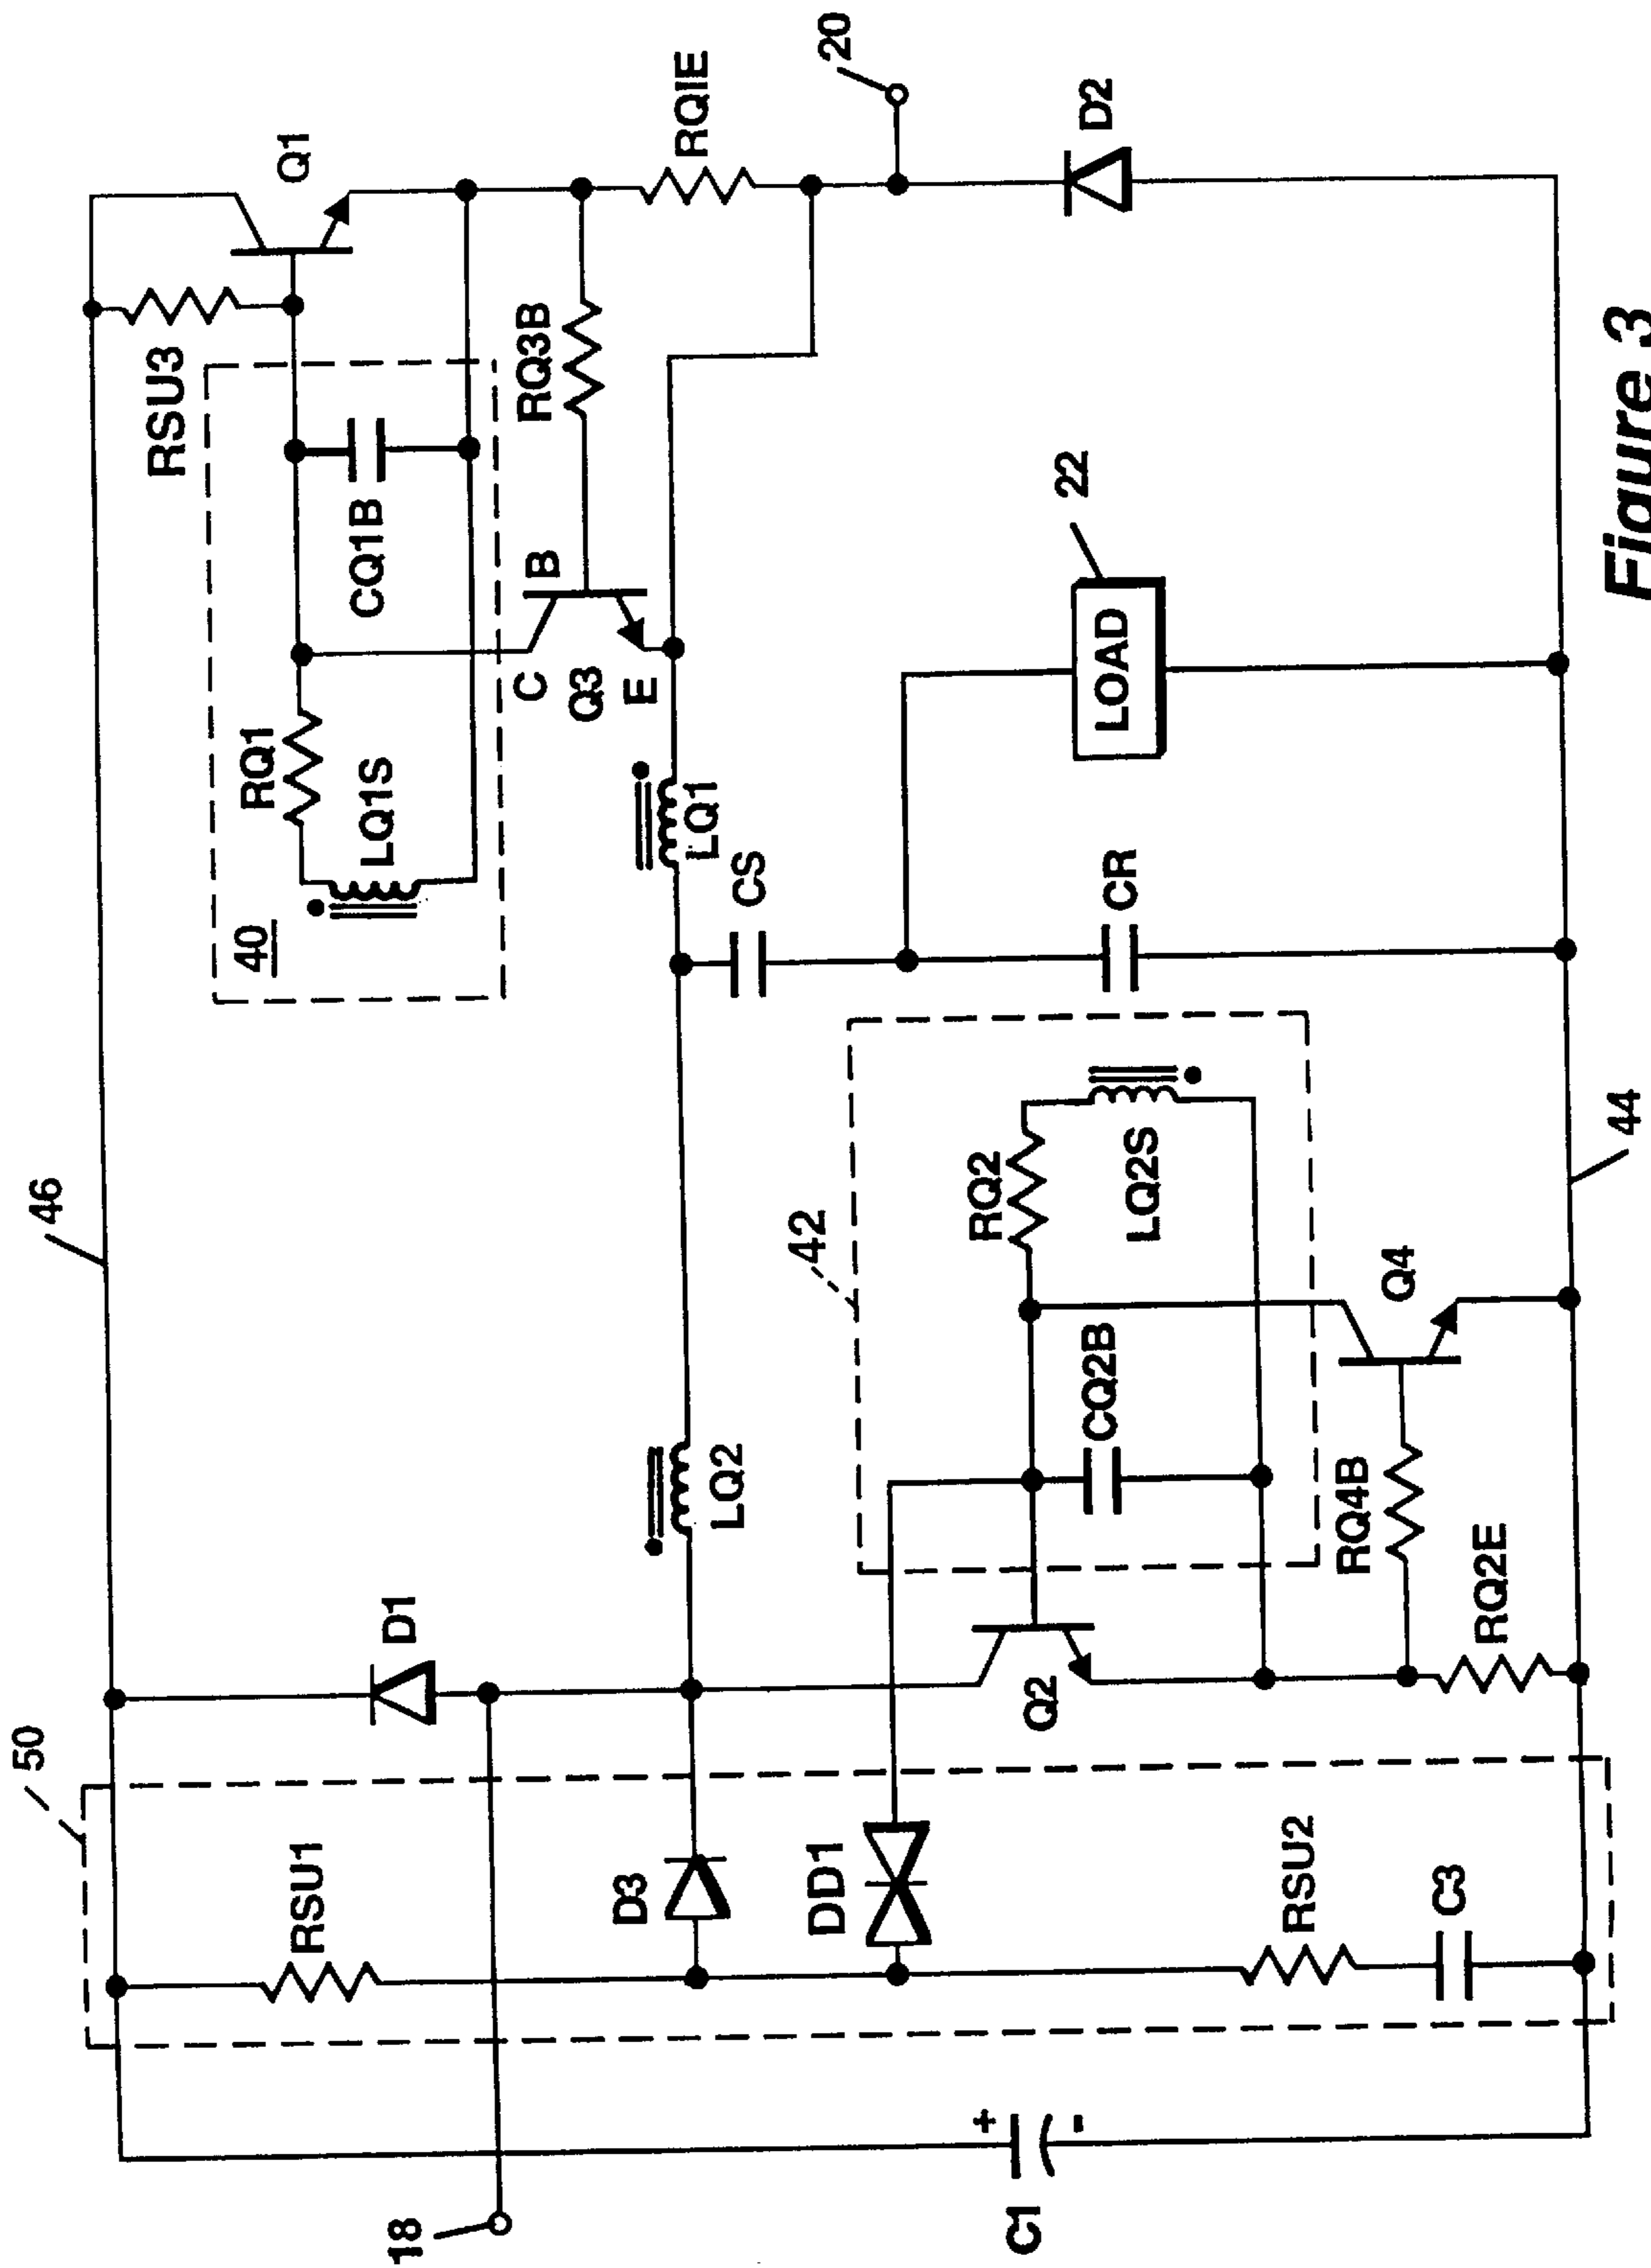 46
50
18
C1
+
-
RSU1
D3
DD1
RSU2
C3
D1
LQ2
Q2
42
CQ2B
RQ2
LQ2S
RQ4B
RQ2E
Q4
44
40
RQ1
LQ1S
CQ1B
RSU3
Q1
C
B
Q3
E
RQ3B
RQIE
LQ1
CS
CR
22
LOAD
20
D2
Figure 3